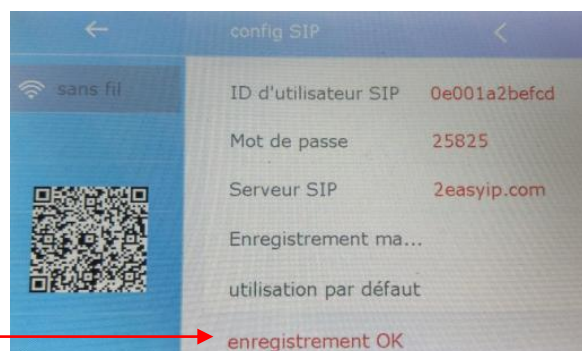 config SIP
sans fil
ID d'utilisateur SIP 0e001a2befcd
Mot de passe 25825
Serveur SIP 2easyip.com
Enregistrement ma...
utilisation par défaut
enregistrement OK